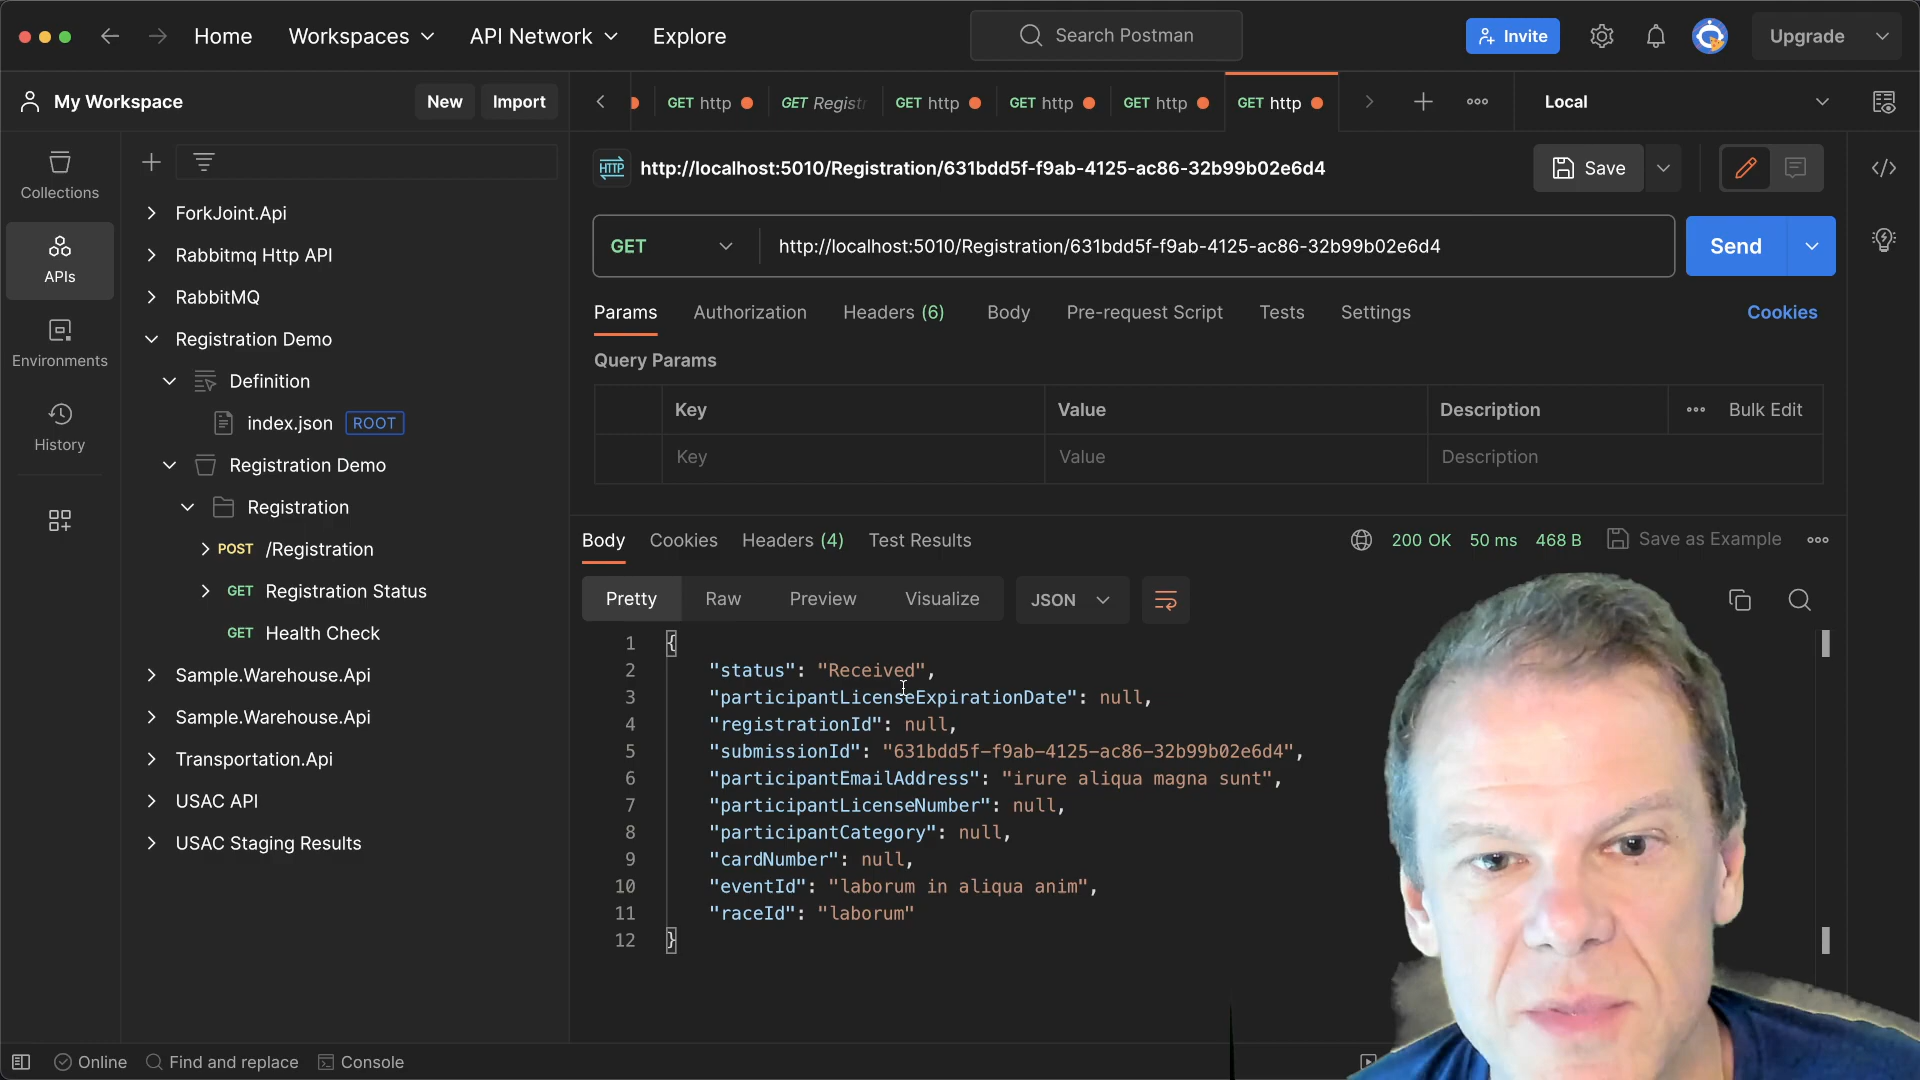 Home Workspaces API Network Explore Search Postman Invite Upgrade
My Workspace New Import GET http GET Regist GET http GET http GET http GET http Local
HTTP http://localhost:5010/Registration/631bdd5f-f9ab-4125-ac86-32b99b02e6d4 Save
Collections
APIs
Environments
History
ForkJoint.Api
Rabbitmq Http API
RabbitMQ
Registration Demo
Definition
index.json ROOT
Registration Demo
Registration
POST /Registration
GET Registration Status
GET Health Check
Sample.Warehouse.Api
Sample.Warehouse.Api
Transportation.Api
USAC API
USAC Staging Results
GET http://localhost:5010/Registration/631bdd5f-f9ab-4125-ac86-32b99b02e6d4 Send
Params Authorization Headers (6) Body Pre-request Script Tests Settings Cookies
Query Params
Key Value Description Bulk Edit
Key Value Description
Body Cookies Headers (4) Test Results 200 OK 50 ms 468 B Save as Example
Pretty Raw Preview Visualize JSON
1 {
2 "status": "Received",
3 "participantLicenseExpirationDate": null,
4 "registrationId": null,
5 "submissionId": "631bdd5f-f9ab-4125-ac86-32b99b02e6d4",
6 "participantEmailAddress": "irure aliqua magna sunt",
7 "participantLicenseNumber": null,
8 "participantCategory": null,
9 "cardNumber": null,
10 "eventId": "laborum in aliqua anim",
11 "raceId": "laborum"
12 }
Online Find and replace Console